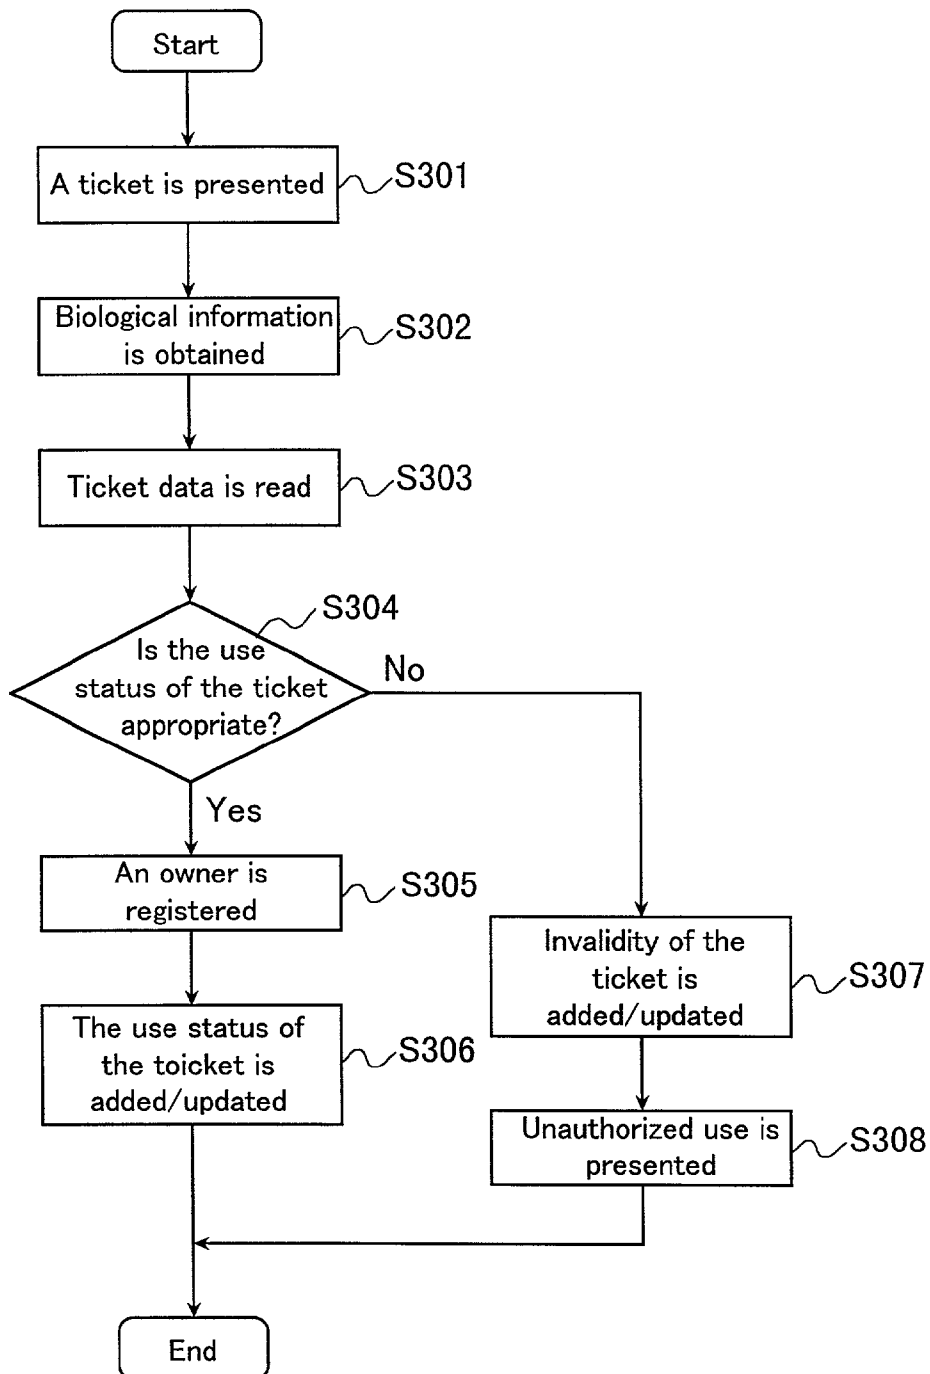 Start
A ticket is presented
S301
Biological information
is obtained
S302
Ticket data is read
S303
S304
Is the use
status of the ticket
appropriate?
No
Yes
An owner is
registered
S305
Invalidity of the
ticket is
added/updated
S307
The use status of
the toicket is
added/updated
S306
Unauthorized use is
presented
S308
End